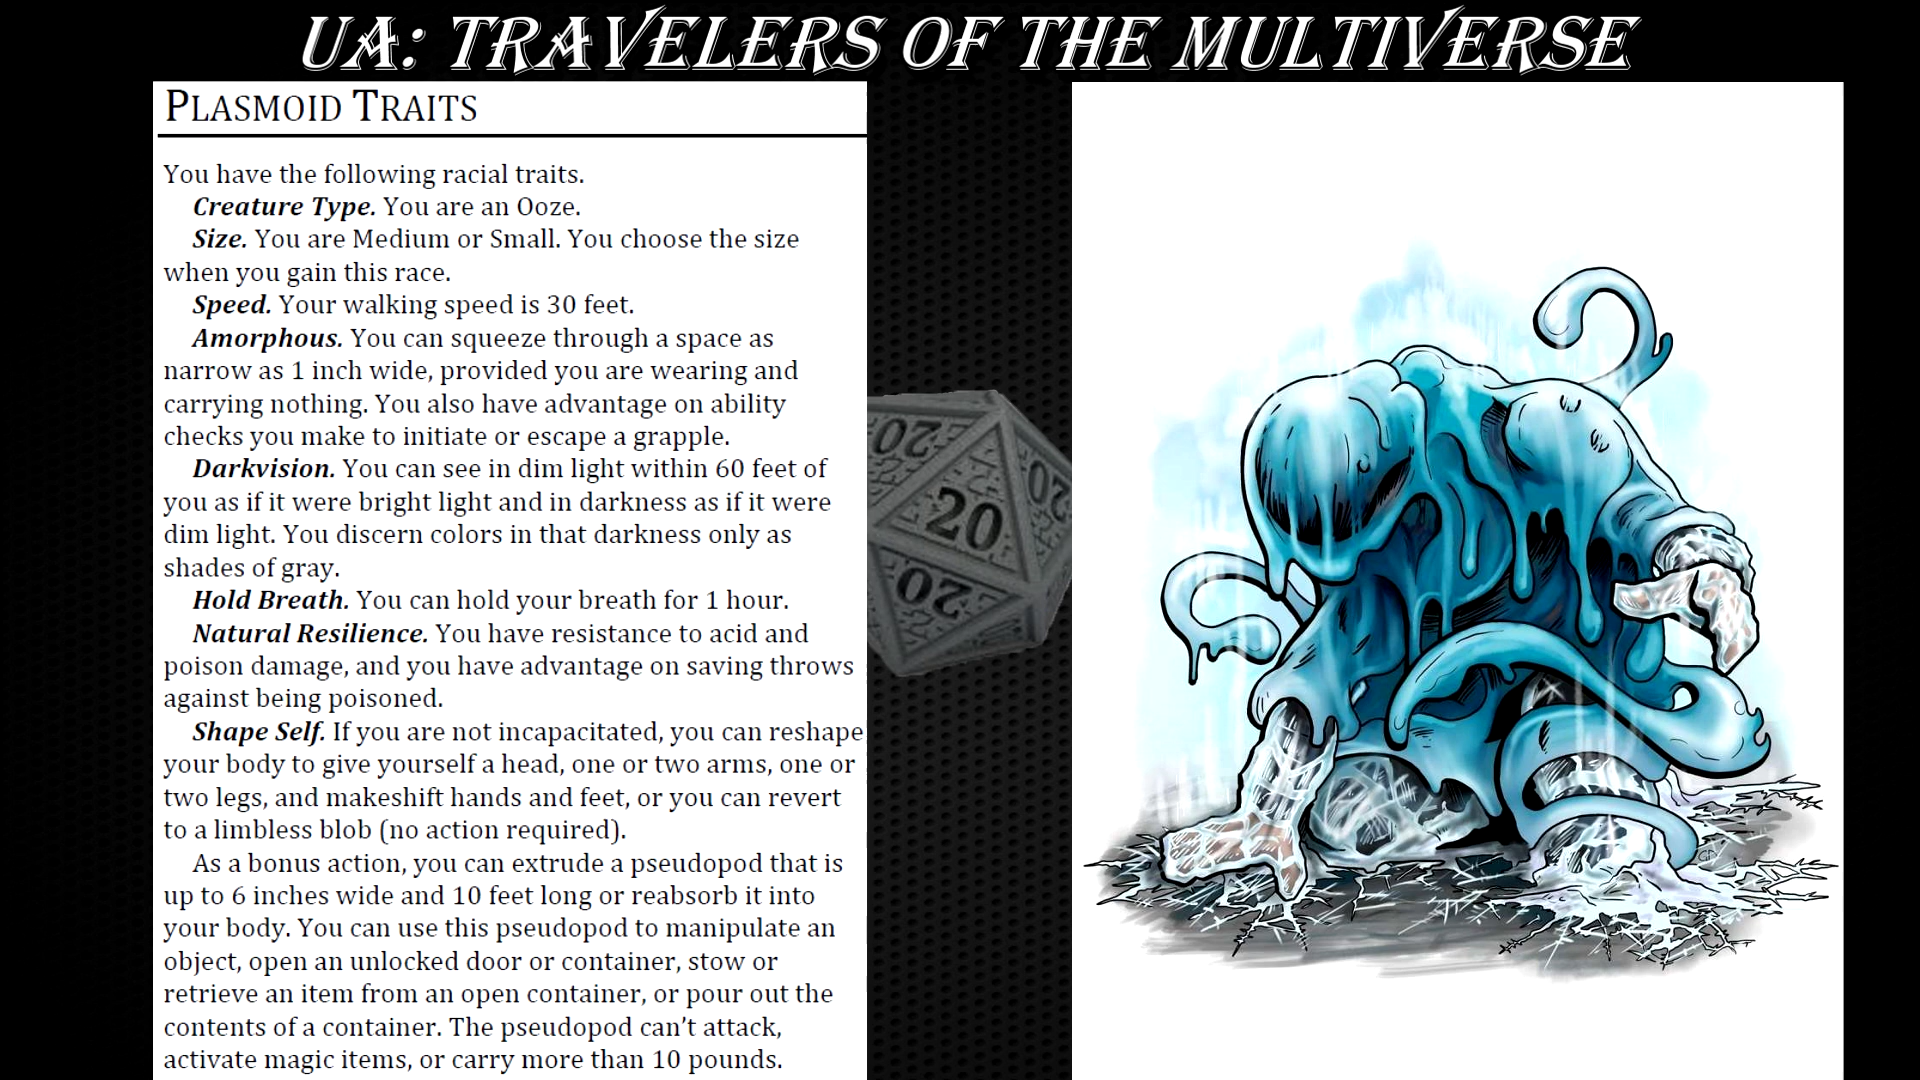 UA: TRAVELERS OF THE MULTIVERSE
PLASMOID TRAITS
You have the following racial traits.
Creature Type. You are an Ooze.
Size. You are Medium or Small. You choose the size
when you gain this race.
Speed. Your walking speed is 30 feet.
Amorphous. You can squeeze through a space as
narrow as 1 inch wide, provided you are wearing and
carrying nothing. You also have advantage on ability
checks you make to initiate or escape a grapple.
Darkvision. You can see in dim light within 60 feet of
you as if it were bright light and in darkness as if it were
dim light. You discern colors in that darkness only as
shades of gray.
Hold Breath. You can hold your breath for 1 hour.
Natural Resilience. You have resistance to acid and
poison damage, and you have advantage on saving throws
against being poisoned.
Shape Self. If you are not incapacitated, you can reshape
your body to give yourself a head, one or two arms, one or
two legs, and makeshift hands and feet, or you can revert
to a limbless blob (no action required).
As a bonus action, you can extrude a pseudopod that is
up to 6 inches wide and 10 feet long or reabsorb it into
your body. You can use this pseudopod to manipulate an
object, open an unlocked door or container, stow or
retrieve an item from an open container, or pour out the
contents of a container. The pseudopod can't attack,
activate magic items, or carry more than 10 pounds.
20
20
20
20